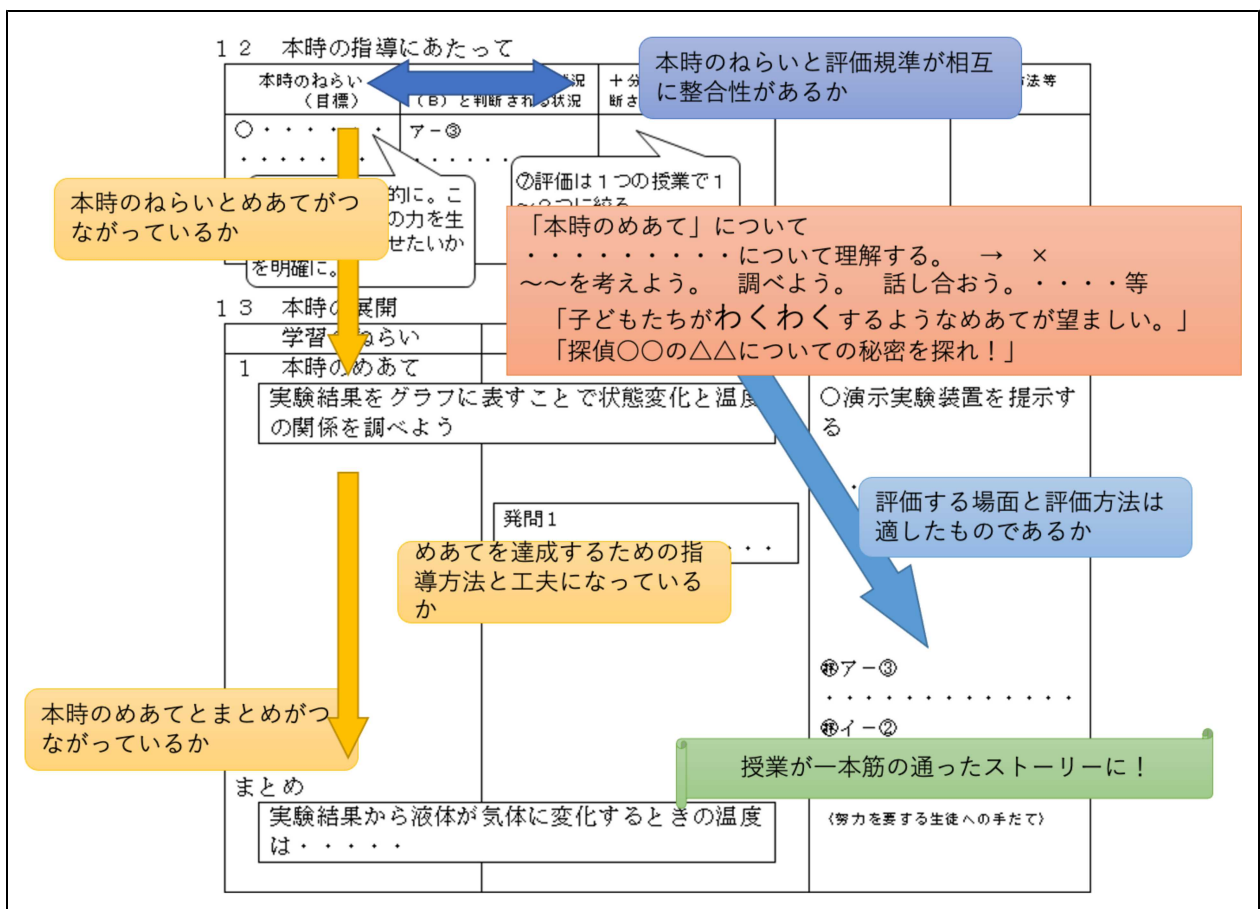 12 本時の指導にあたって
本時のねらい
(目標)
況
(B)と判断される状況
十分
断さ
法等
本時のねらいと評価規準が相互
に整合性があるか
○・・・・・・
・・・・・・・
ア-③
・・・・・
的に。こ
の力を生
せたいか
を明確に。
⑦評価は1つの授業で1
～2つに絞る
本時のねらいとめあてがつ
ながっているか
「本時のめあて」について
・・・・・・・・・について理解する。 → ×
～～を考えよう。 調べよう。 話し合おう。・・・・等
「子どもたちがわくわくするようなめあてが望ましい。」
「探偵○○の△△についての秘密を探れ！」
13 本時の展開
学習のねらい
1 本時のめあて
実験結果をグラフに表すことで状態変化と温度
の関係を調べよう
○演示実験装置を提示す
る
評価する場面と評価方法は
適したものであるか
発問1
・・
めあてを達成するための指
導方法と工夫になっている
か
ア-③
・・・・・・・・・・・・・
イ-②
本時のめあてとまとめがつ
ながっているか
授業が一本筋の通ったストーリーに！
まとめ
実験結果から液体が気体に変化するときの温度
は・・・・・
〈努力を要する生徒への手だて〉